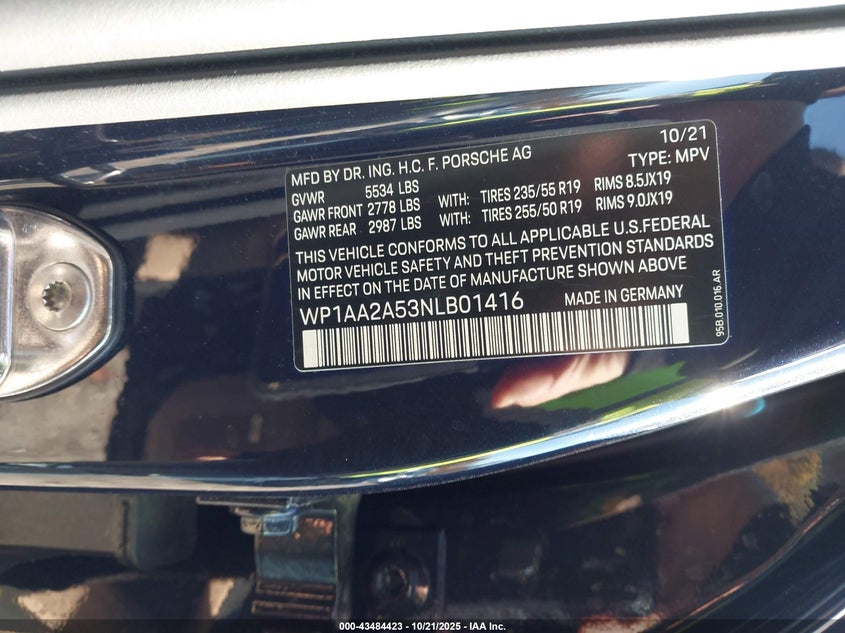 10/21
MFD BY DR. ING. H.C. F. PORSCHE AG TYPE: MPV
GVWR 5534 LBS
GAWR FRONT 2778 LBS WITH: TIRES 235/55 R19 RIMS 8.5JX19
GAWR REAR 2987 LBS WITH: TIRES 255/50 R19 RIMS 9.0JX19
THIS VEHICLE CONFORMS TO ALL APPLICABLE U.S.FEDERAL
MOTOR VEHICLE SAFETY AND THEFT PREVENTION STANDARDS
IN EFFECT ON THE DATE OF MANUFACTURE SHOWN ABOVE
WP1AA2A53NLB01416 MADE IN GERMANY
95B.010.016.AR
000-43484423 - 10/21/2025 - IAA Inc.